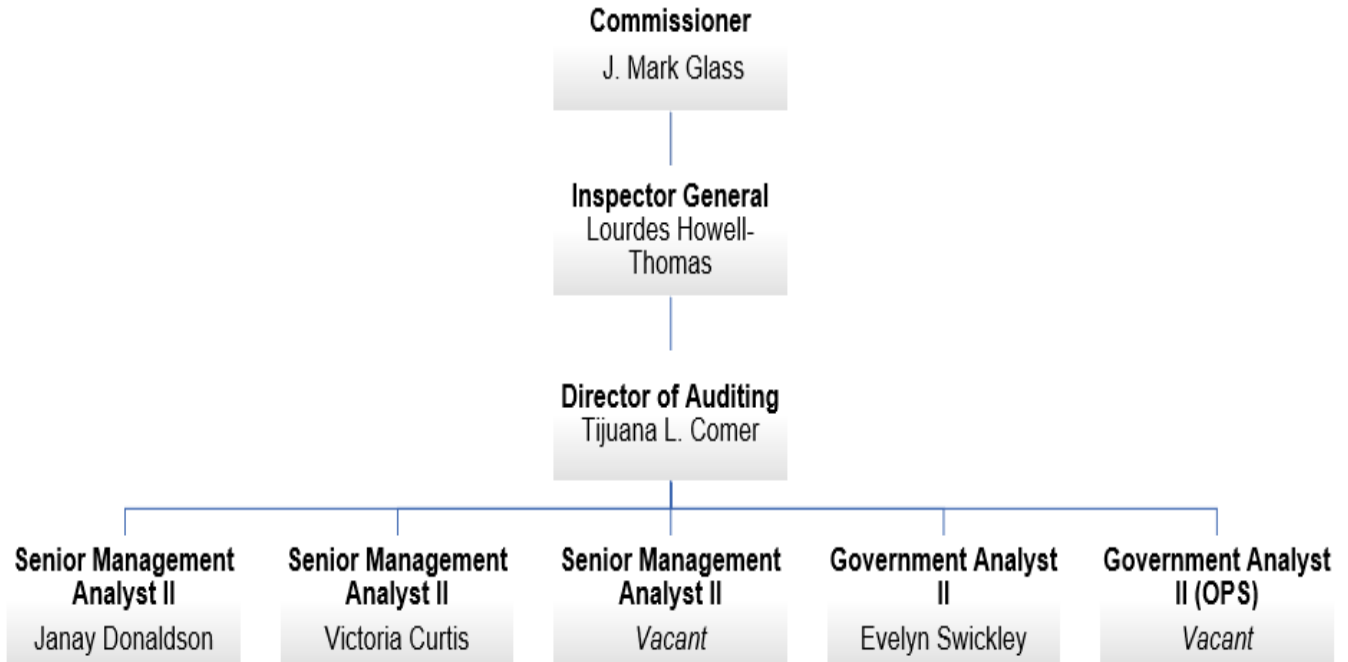 Commissioner
J. Mark Glass
Inspector General
Lourdes Howell-
Thomas
Director of Auditing
Tijuana L. Comer
Senior Management
Analyst II
Janay Donaldson
Senior Management
Analyst II
Victoria Curtis
Senior Management
Analyst II
Vacant
Government Analyst
II
Evelyn Swickley
Government Analyst
II (OPS)
Vacant